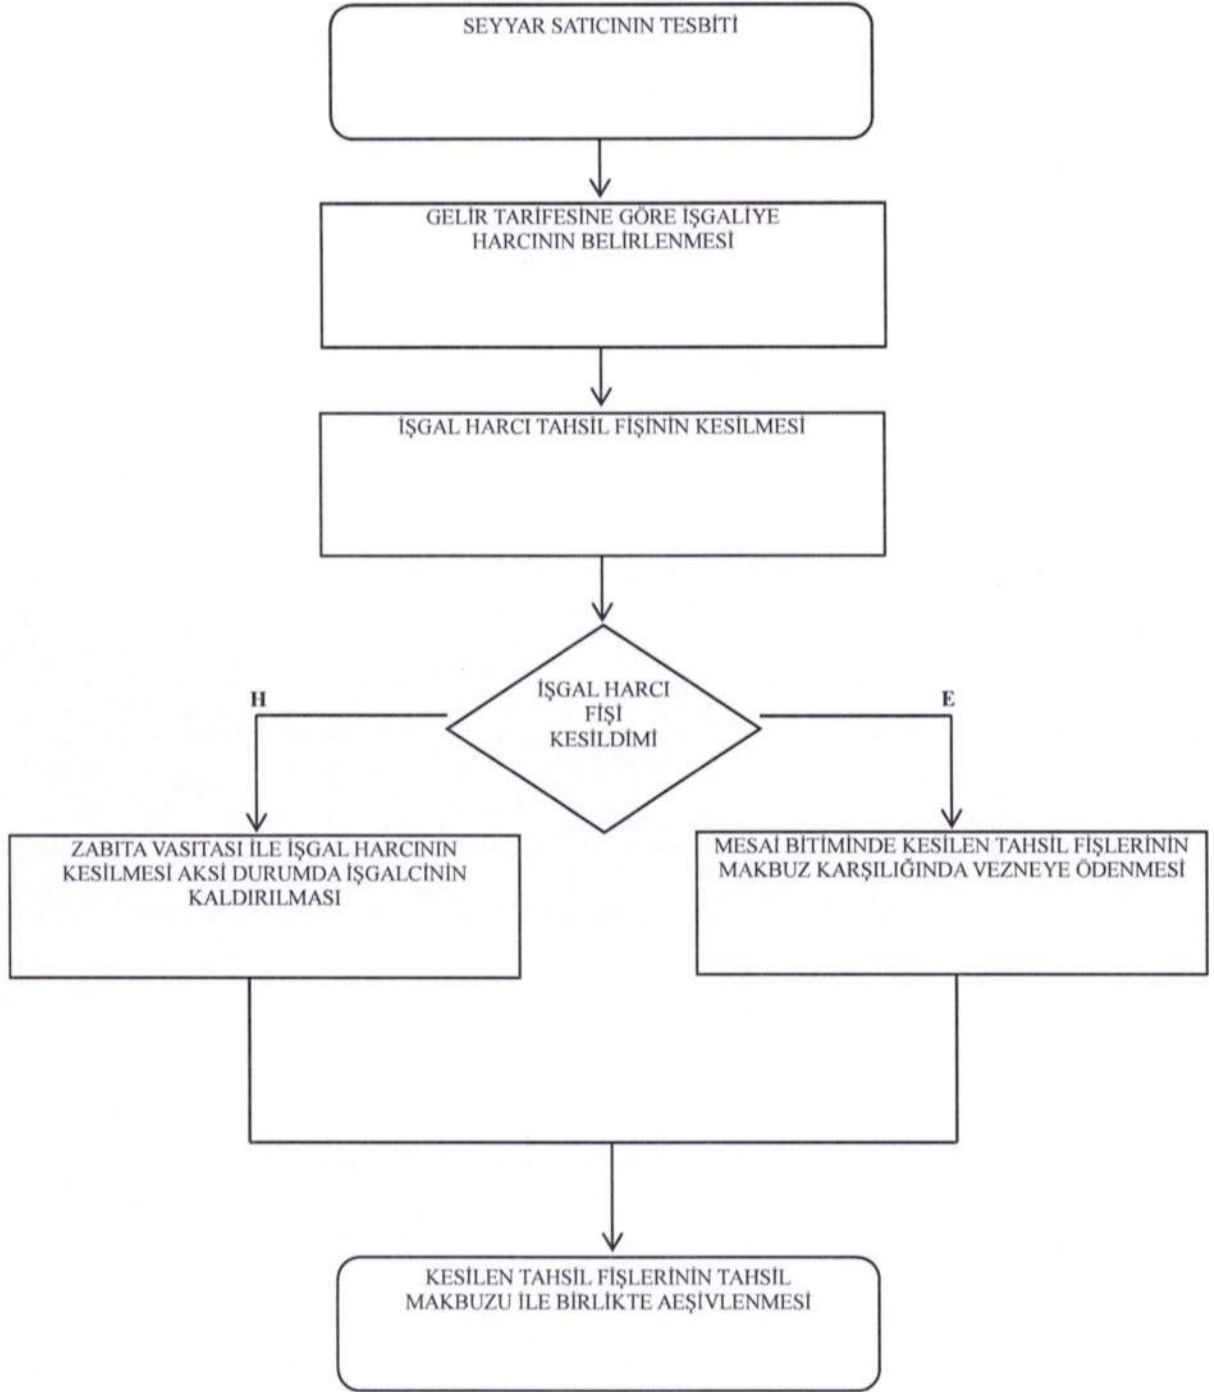 SEYYAR SATICININ TESBİTİ
GELİR TARİFESİNE GÖRE İŞGALİYE
HARCININ BELİRLENMESİ
İŞGAL HARCI TAHSİL FİŞİNİN KESİLMESİ
İŞGAL HARCI
FİŞİ
KESİLDİMİ
H
E
ZABITA VASITASI İLE İŞGAL HARCININ
KESİLMESİ AKSİ DURUMDA İŞGALCİNİN
KALDIRILMASI
MESAİ BİTİMİNDE KESİLEN TAHSİL FİŞLERİNİN
MAKBUZ KARŞILIĞINDA VEZNEYE ÖDENMESİ
KESİLEN TAHSİL FİŞLERİNİN TAHSİL
MAKBUZU İLE BİRLİKTE AEŞİVLENMESİ